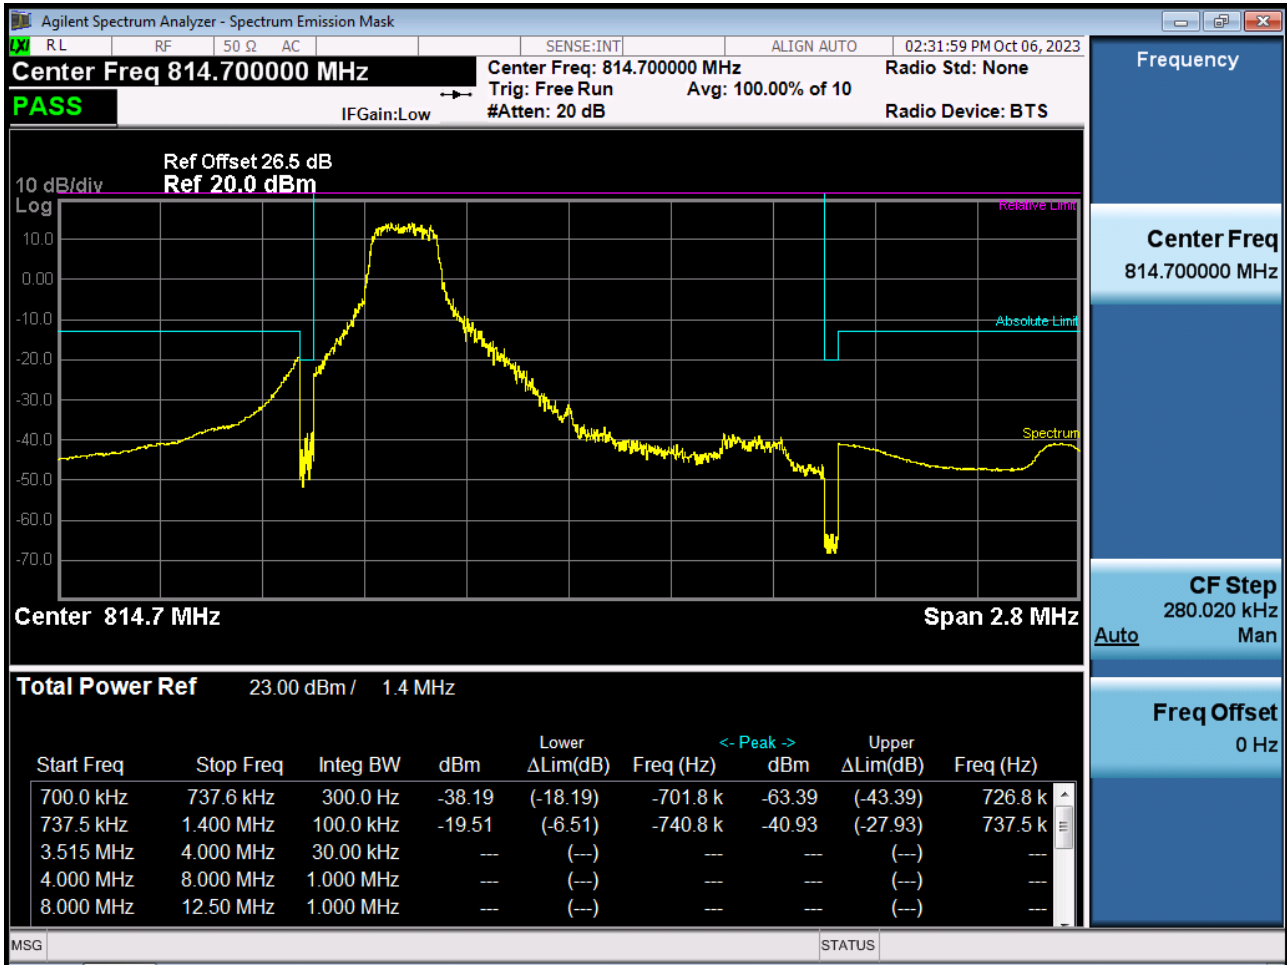 Agilent Spectrum Analyzer - Spectrum Emission Mask
LXI RL RF 50 Ω AC SENSE:INT ALIGN AUTO 02:31:59 PM Oct 06, 2023
Center Freq 814.700000 MHz
Center Freq: 814.700000 MHz
Radio Std: None
Trig: Free Run
Avg: 100.00% of 10
PASS
IFGain:Low
#Atten: 20 dB
Radio Device: BTS
Ref Offset 26.5 dB
10 dB/div Ref 20.0 dBm
Log
Relative Limit
10.0
0.00
-10.0
Absolute Limit
-20.0
-30.0
-40.0
Spectrum
-50.0
-60.0
-70.0
Center 814.7 MHz Span 2.8 MHz
Total Power Ref 23.00 dBm / 1.4 MHz
Lower <- Peak -> Upper
Start Freq Stop Freq Integ BW dBm ΔLim(dB) Freq (Hz) dBm ΔLim(dB) Freq (Hz)
700.0 kHz 737.6 kHz 300.0 Hz -38.19 (-18.19) -701.8 k -63.39 (-43.39) 726.8 k
737.5 kHz 1.400 MHz 100.0 kHz -19.51 (-6.51) -740.8 k -40.93 (-27.93) 737.5 k
3.515 MHz 4.000 MHz 30.00 kHz --- (---) --- --- (---) ---
4.000 MHz 8.000 MHz 1.000 MHz --- (---) --- --- (---) ---
8.000 MHz 12.50 MHz 1.000 MHz --- (---) --- --- (---) ---
MSG STATUS
Frequency
Center Freq
814.700000 MHz
CF Step
280.020 kHz
Auto Man
Freq Offset
0 Hz